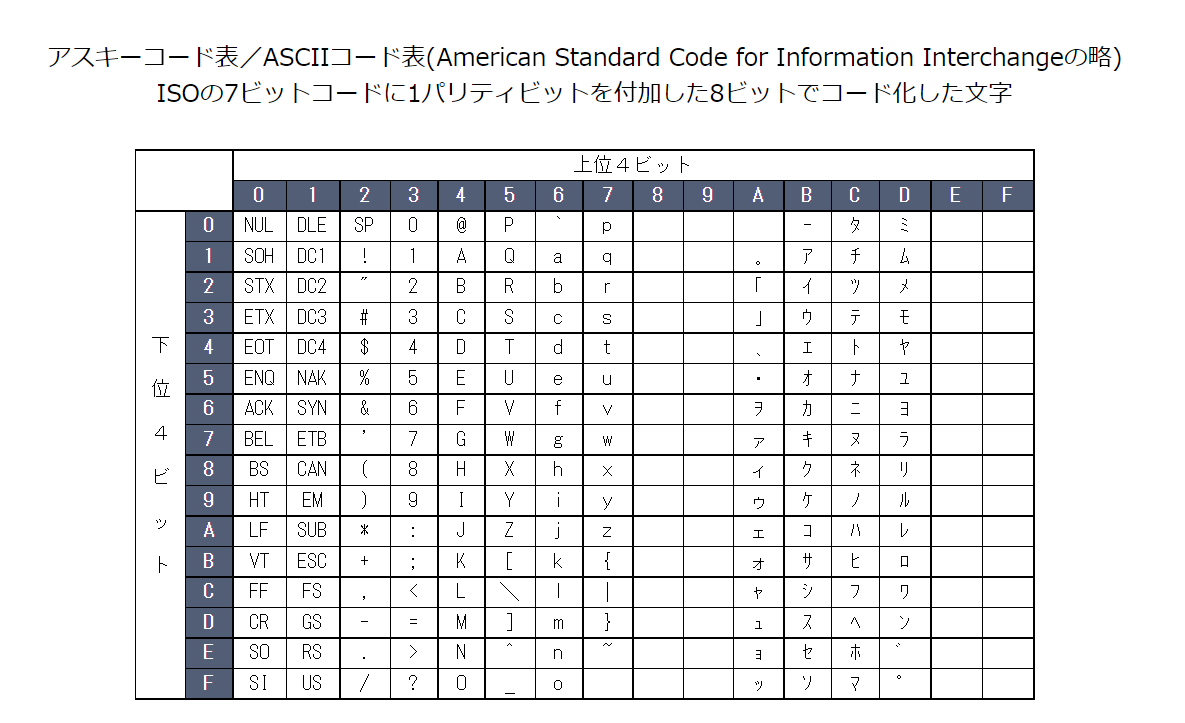 アスキーコード表／ASCIIコード表(American Standard Code for Information Interchangeの略)
ISOの7ビットコードに1パリティビットを付加した8ビットでコード化した文字
上位４ビット
0 1 2 3 4 5 6 7 8 9 A B C D E F
下位４ビット
0 NUL DLE SP 0 @ P ` p ｰ ﾀ ﾐ
1 SOH DC1 ! 1 A Q a q ｡ ｱ ﾁ ﾑ
2 STX DC2 ″ 2 B R b r ｢ ｲ ﾂ ﾒ
3 ETX DC3 # 3 C S c s ｣ ｳ ﾃ ﾓ
4 EOT DC4 $ 4 D T d t ､ ｴ ﾄ ﾔ
5 ENQ NAK % 5 E U e u ･ ｵ ﾅ ﾕ
6 ACK SYN & 6 F V f v ｦ ｶ ﾆ ﾖ
7 BEL ETB ’ 7 G W g w ｧ ｷ ﾇ ﾗ
8 BS CAN ( 8 H X h x ｨ ｸ ﾈ ﾘ
9 HT EM ) 9 I Y i y ｩ ｹ ﾉ ﾙ
A LF SUB * : J Z j z ｪ ｺ ﾊ ﾚ
B VT ESC + ; K [ k { ｫ ｻ ﾋ ﾛ
C FF FS , < L ＼ l | ｬ ｼ ﾌ ﾜ
D CR GS - = M ] m } ｭ ｽ ﾍ ﾝ
E SO RS . > N ^ n ~ ｮ ｾ ﾎ ﾞ
F SI US / ? O _ o ｯ ｿ ﾏ ﾟ